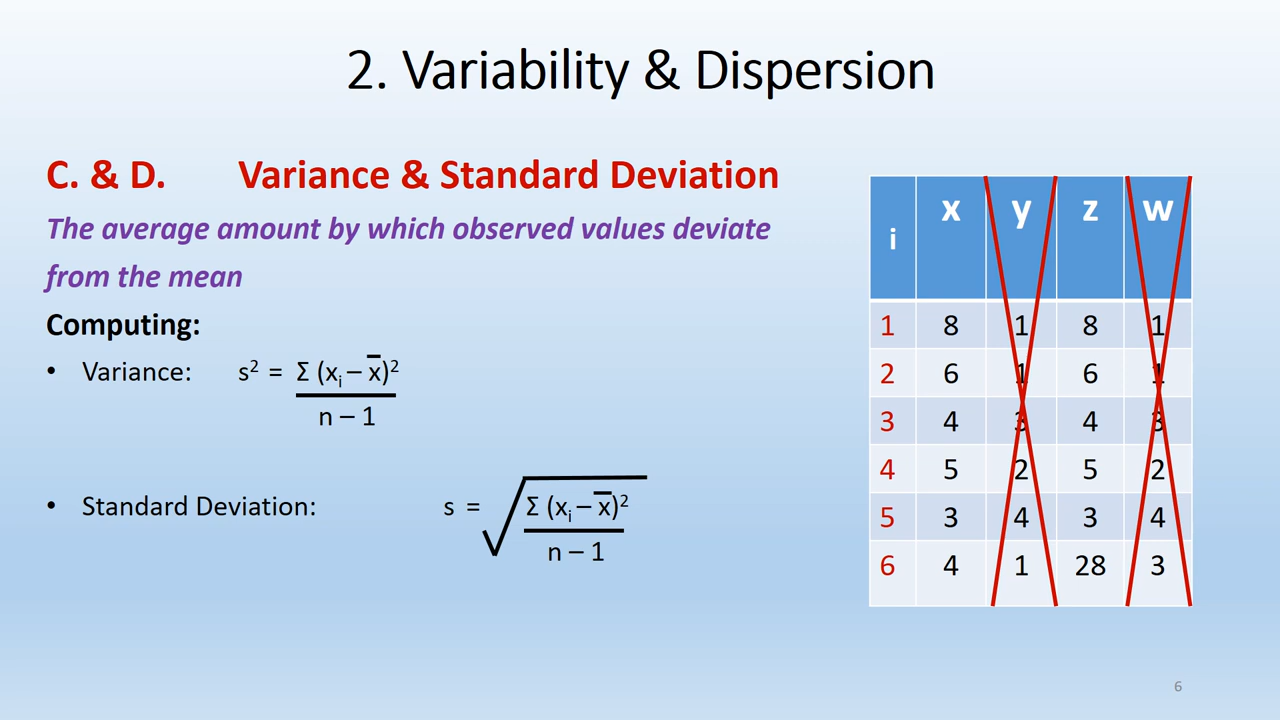 2. Variability & Dispersion
C. & D. Variance & Standard Deviation
The average amount by which observed values deviate
from the mean
Computing:
• Variance: s² = Σ (xᵢ – x̅)²
n – 1
• Standard Deviation: s = √ Σ (xᵢ – x̅)²
n – 1
i x y z w
1 8 1 8 1
2 6 1 6 1
3 4 3 4 3
4 5 2 5 2
5 3 4 3 4
6 4 1 28 3
6